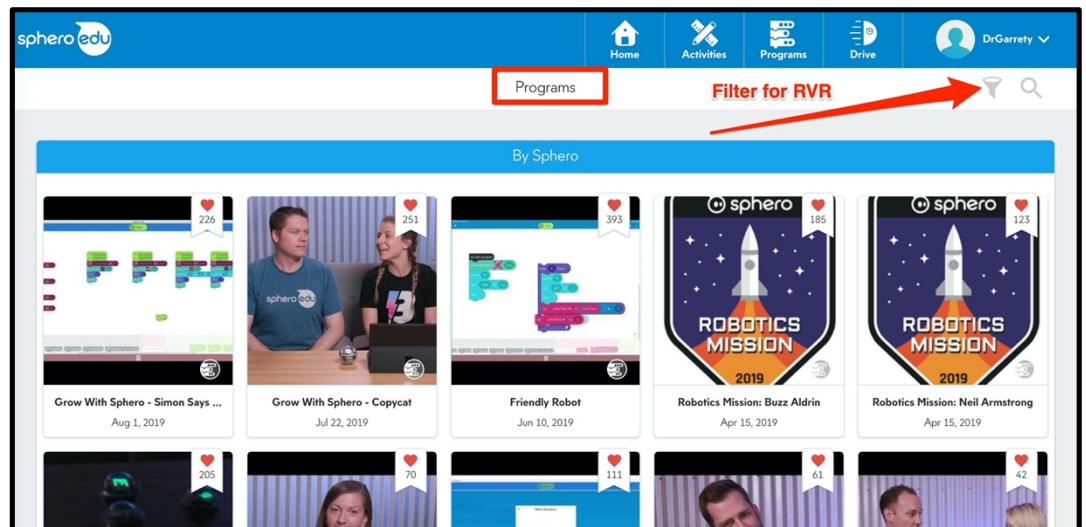 sphero edu
Home
Activities
Programs
Drive
DrGarrety
Programs
Filter for RVR
By Sphero
226
251
393
185
123
sphero edu
sphero
ROBOTICS
MISSION
2019
sphero
ROBOTICS
MISSION
2019
Grow With Sphero - Simon Says ...
Aug 1, 2019
Grow With Sphero - Copycat
Jul 22, 2019
Friendly Robot
Jun 10, 2019
Robotics Mission: Buzz Aldrin
Apr 15, 2019
Robotics Mission: Neil Armstrong
Apr 15, 2019
205
70
111
61
42